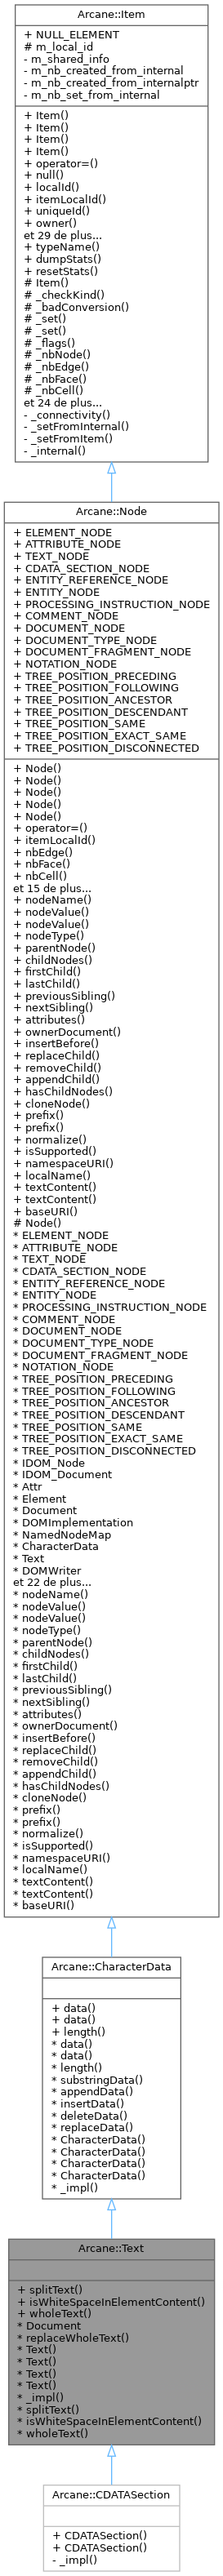 Arcane::Item
+ NULL_ELEMENT
# m_local_id
- m_shared_info
- m_nb_created_from_internal
- m_nb_created_from_internalptr
- m_nb_set_from_internal
+ Item()
+ Item()
+ Item()
+ Item()
+ operator=()
+ null()
+ localId()
+ itemLocalId()
+ uniqueId()
+ owner()
et 29 de plus...
+ typeName()
+ dumpStats()
+ resetStats()
# Item()
# _checkKind()
# _badConversion()
# _set()
# _set()
# _flags()
# _nbNode()
# _nbEdge()
# _nbFace()
# _nbCell()
et 24 de plus...
- _connectivity()
- _setFromInternal()
- _setFromItem()
- _internal()
Arcane::Node
+ ELEMENT_NODE
+ ATTRIBUTE_NODE
+ TEXT_NODE
+ CDATA_SECTION_NODE
+ ENTITY_REFERENCE_NODE
+ ENTITY_NODE
+ PROCESSING_INSTRUCTION_NODE
+ COMMENT_NODE
+ DOCUMENT_NODE
+ DOCUMENT_TYPE_NODE
+ DOCUMENT_FRAGMENT_NODE
+ NOTATION_NODE
+ TREE_POSITION_PRECEDING
+ TREE_POSITION_FOLLOWING
+ TREE_POSITION_ANCESTOR
+ TREE_POSITION_DESCENDANT
+ TREE_POSITION_SAME
+ TREE_POSITION_EXACT_SAME
+ TREE_POSITION_DISCONNECTED
+ Node()
+ Node()
+ Node()
+ Node()
+ Node()
+ operator=()
+ itemLocalId()
+ nbEdge()
+ nbFace()
+ nbCell()
et 15 de plus...
+ nodeName()
+ nodeValue()
+ nodeValue()
+ nodeType()
+ parentNode()
+ childNodes()
+ firstChild()
+ lastChild()
+ previousSibling()
+ nextSibling()
+ attributes()
+ ownerDocument()
+ insertBefore()
+ replaceChild()
+ removeChild()
+ appendChild()
+ hasChildNodes()
+ cloneNode()
+ prefix()
+ prefix()
+ normalize()
+ isSupported()
+ namespaceURI()
+ localName()
+ textContent()
+ textContent()
+ baseURI()
# Node()
* ELEMENT_NODE
* ATTRIBUTE_NODE
* TEXT_NODE
* CDATA_SECTION_NODE
* ENTITY_REFERENCE_NODE
* ENTITY_NODE
* PROCESSING_INSTRUCTION_NODE
* COMMENT_NODE
* DOCUMENT_NODE
* DOCUMENT_TYPE_NODE
* DOCUMENT_FRAGMENT_NODE
* NOTATION_NODE
* TREE_POSITION_PRECEDING
* TREE_POSITION_FOLLOWING
* TREE_POSITION_ANCESTOR
* TREE_POSITION_DESCENDANT
* TREE_POSITION_SAME
* TREE_POSITION_EXACT_SAME
* TREE_POSITION_DISCONNECTED
* IDOM_Node
* IDOM_Document
* Attr
* Element
* Document
* DOMImplementation
* NamedNodeMap
* CharacterData
* Text
* DOMWriter
et 22 de plus...
* nodeName()
* nodeValue()
* nodeValue()
* nodeType()
* parentNode()
* childNodes()
* firstChild()
* lastChild()
* previousSibling()
* nextSibling()
* attributes()
* ownerDocument()
* insertBefore()
* replaceChild()
* removeChild()
* appendChild()
* hasChildNodes()
* cloneNode()
* prefix()
* prefix()
* normalize()
* isSupported()
* namespaceURI()
* localName()
* textContent()
* textContent()
* baseURI()
Arcane::CharacterData
+ data()
+ data()
+ length()
* data()
* data()
* length()
* substringData()
* appendData()
* insertData()
* deleteData()
* replaceData()
* CharacterData()
* CharacterData()
* CharacterData()
* CharacterData()
* _impl()
Arcane::Text
+ splitText()
+ isWhiteSpaceInElementContent()
+ wholeText()
* Document
* replaceWholeText()
* Text()
* Text()
* Text()
* Text()
* _impl()
* splitText()
* isWhiteSpaceInElementContent()
* wholeText()
Arcane::CDATASection
+ CDATASection()
+ CDATASection()
- _impl()